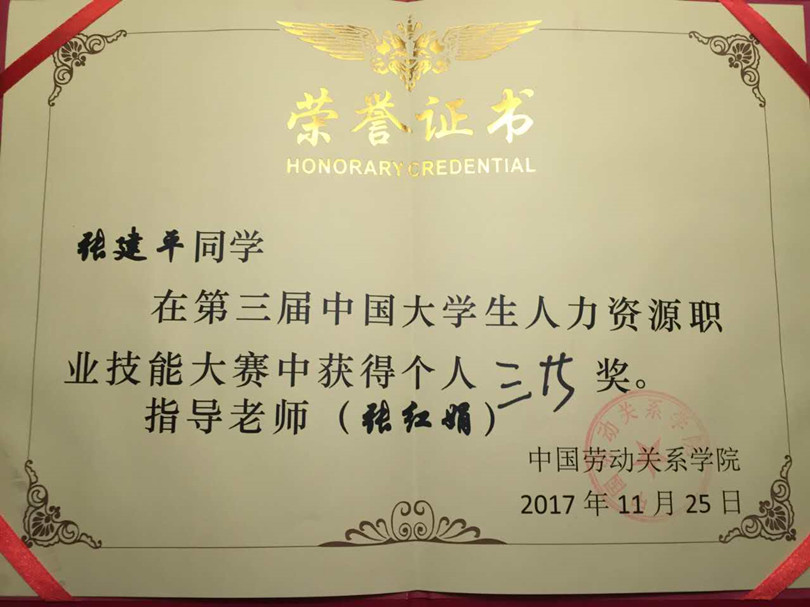 荣誉证书
HONORARY CREDENTIAL
张建平同学
在第三届中国大学生人力资源职
业技能大赛中获得个人三等奖。
指导老师（张红娟）
中国劳动关系学院
2017年11月25日